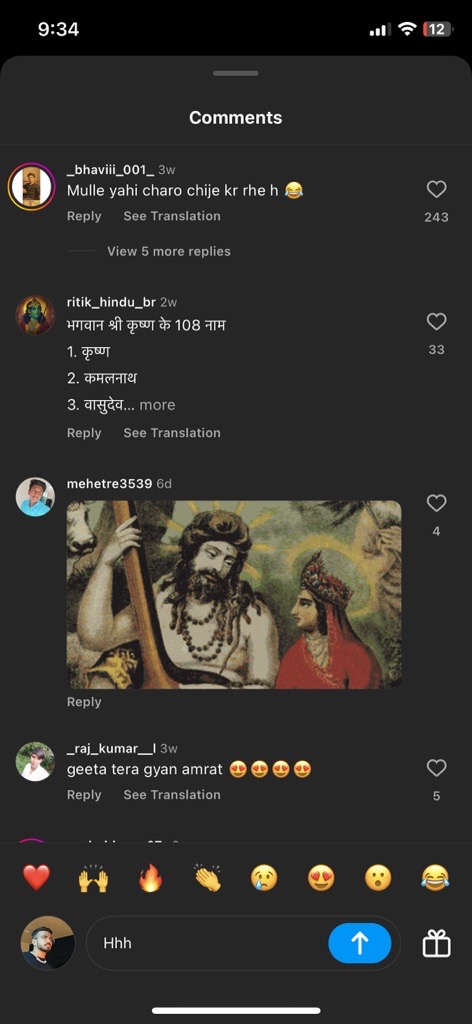 9:34
12
Comments
_bhaviii_001_ 3w
Mulle yahi charo chije kr rhe h 😂
243
Reply See Translation
View 5 more replies
ritik_hindu_br 2w
भगवान श्री कृष्ण के 108 नाम
33
1. कृष्ण
2. कमलनाथ
3. वासुदेव... more
Reply See Translation
mehetre3539 6d
4
Reply
_raj_kumar__l 3w
geeta tera gyan amrat 😍😍😍😍
5
Reply See Translation
Hhh